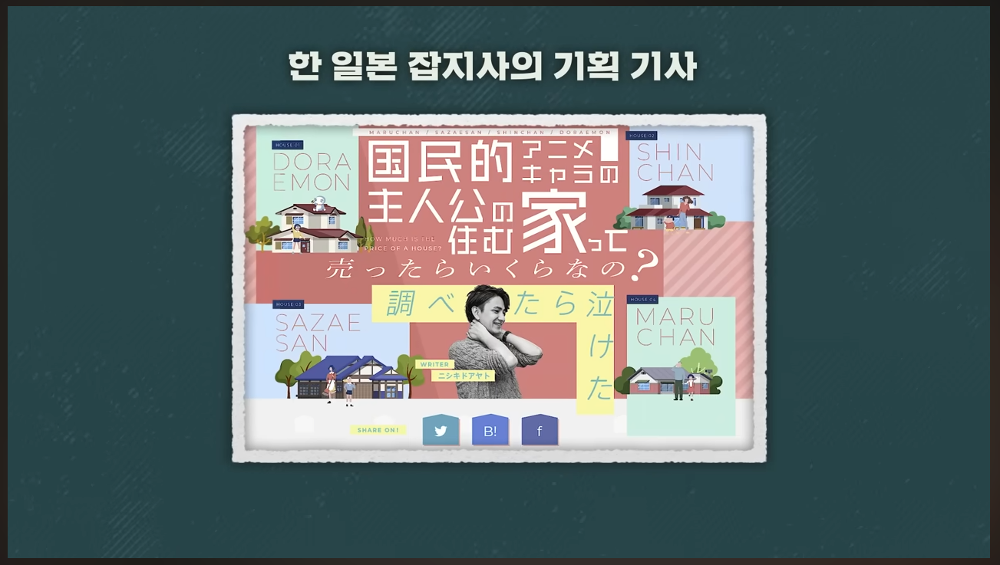 한 일본 잡지사의 기획 기사
MARUCHAN / SAZAESAN / SHINCHAN / DORAEMON
HOUSE 01
DORA
EMON
国民的アニメキャラの
主人公の住む家って
HOW MUCH IS THE
PRICE OF A HOUSE?
売ったらいくらなの?
調べたら泣けた
HOUSE 02
SHIN
CHAN
HOUSE 03
SAZAE
SAN
WRITER
ニシキドアヤト
HOUSE 04
MARU
CHAN
SHARE ON!
B!
f